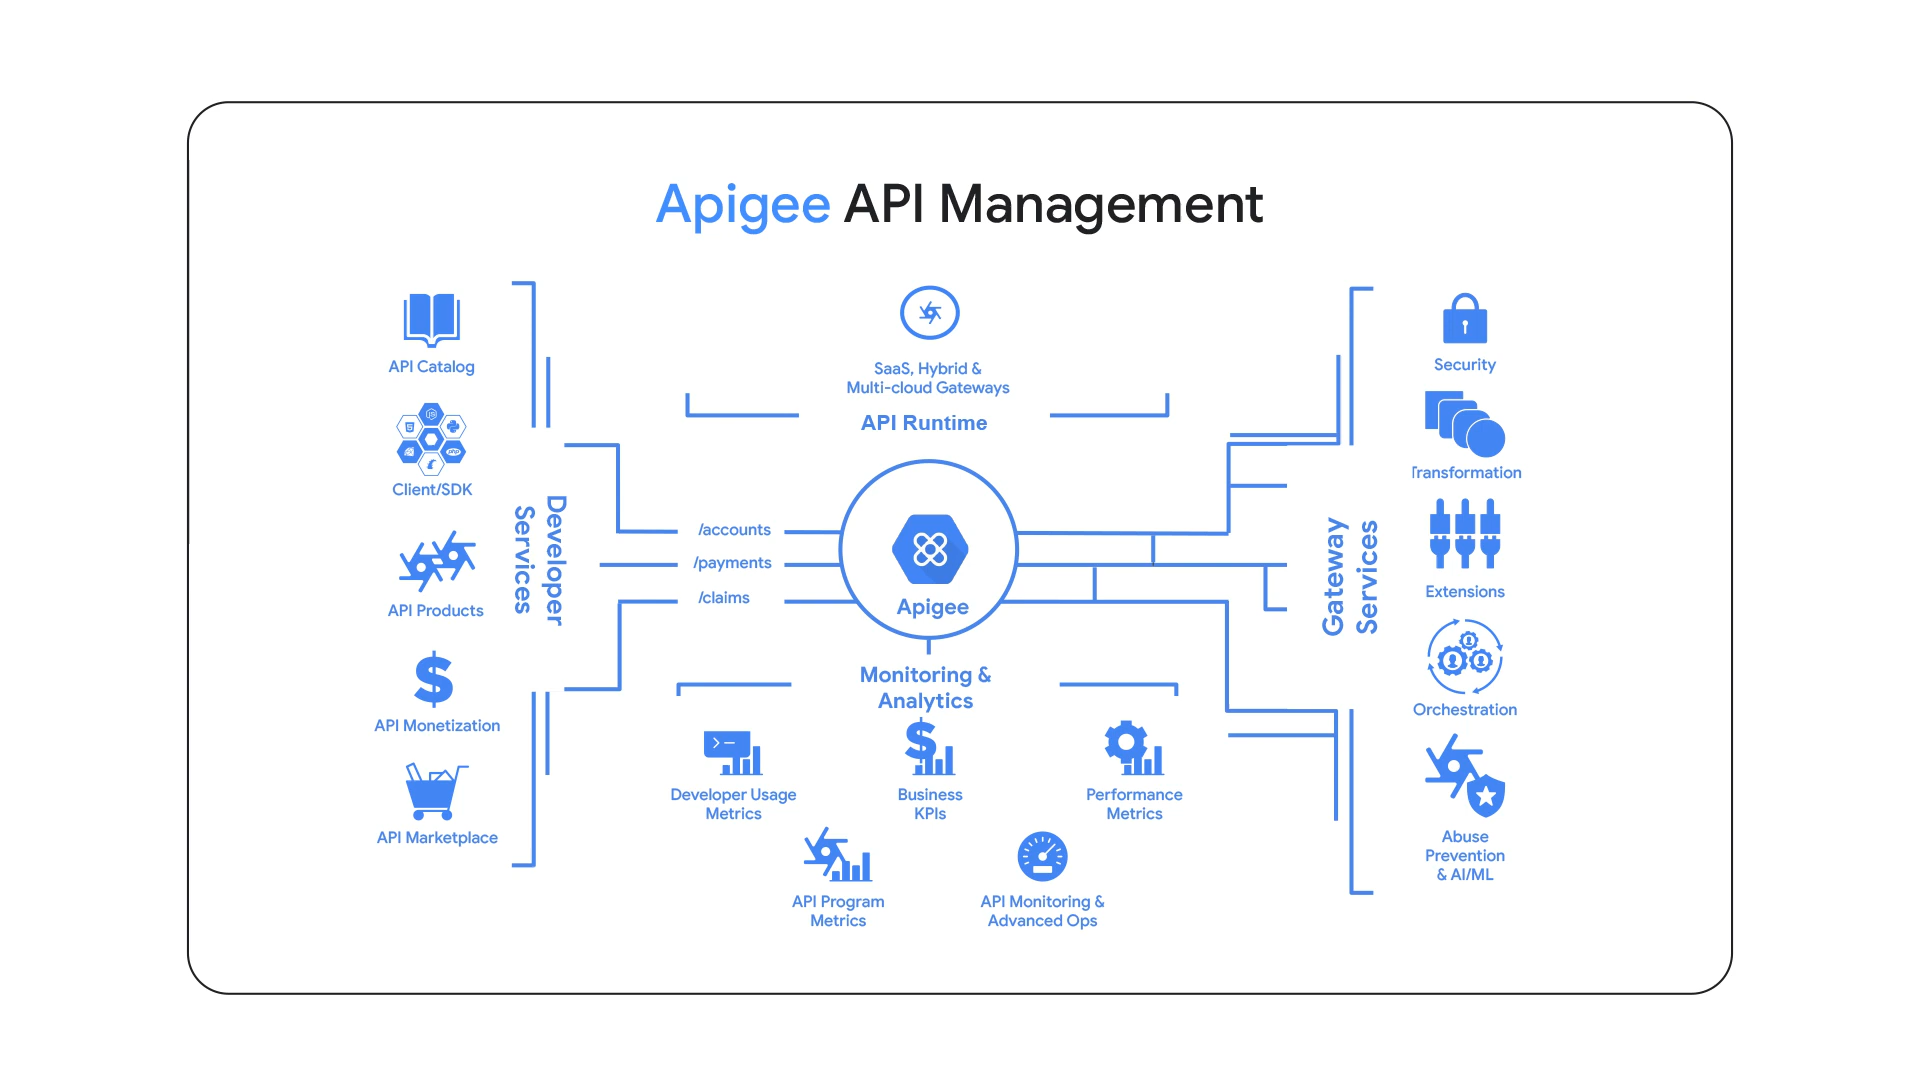 Apigee API Management
API Catalog
Client/SDK
API Products
API Monetization
API Marketplace
Developer
Services
SaaS, Hybrid &
Multi-cloud Gateways
API Runtime
/accounts
/payments
/claims
Apigee
Monitoring &
Analytics
Developer Usage
Metrics
Business
KPIs
Performance
Metrics
API Program
Metrics
API Monitoring &
Advanced Ops
Gateway
Services
Security
Transformation
Extensions
Orchestration
Abuse
Prevention
& AI/ML